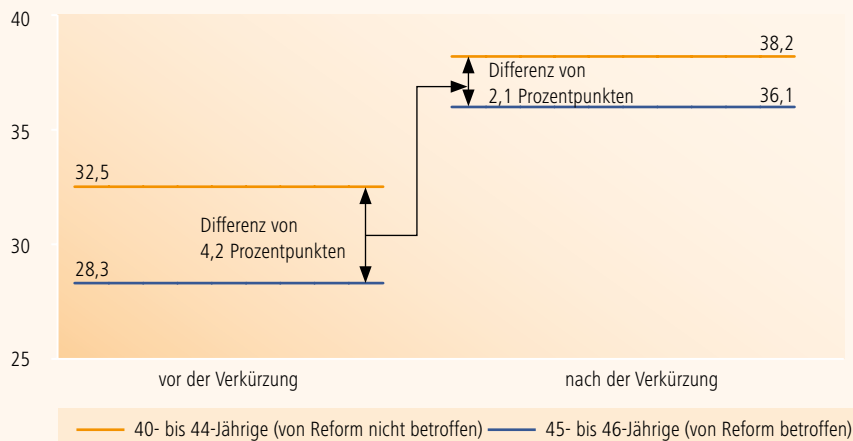 40
38,2
Differenz von
2,1 Prozentpunkten
36,1
35
32,5
Differenz von
4,2 Prozentpunkten
30
28,3
25
vor der Verkürzung nach der Verkürzung
40- bis 44-Jährige (von Reform nicht betroffen) 45- bis 46-Jährige (von Reform betroffen)